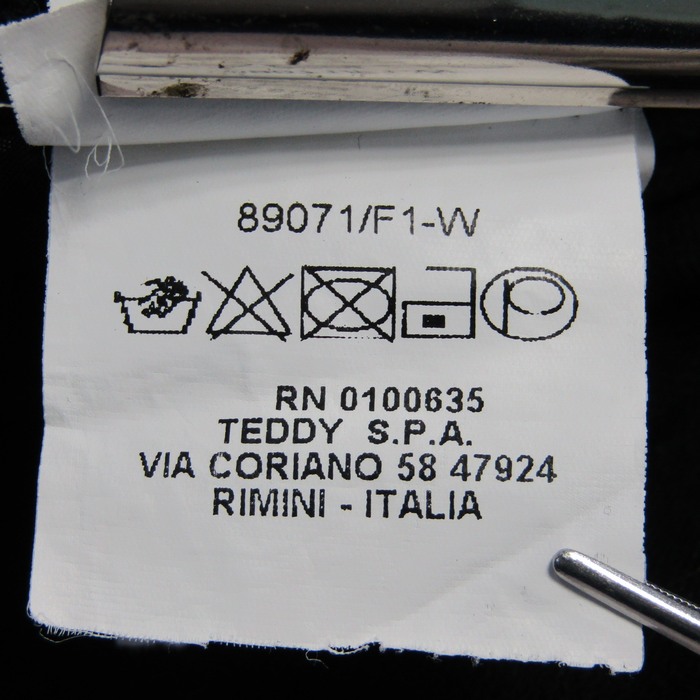 89071/F1-W
P
RN 0100635
TEDDY S.P.A.
VIA CORIANO 58 47924
RIMINI - ITALIA